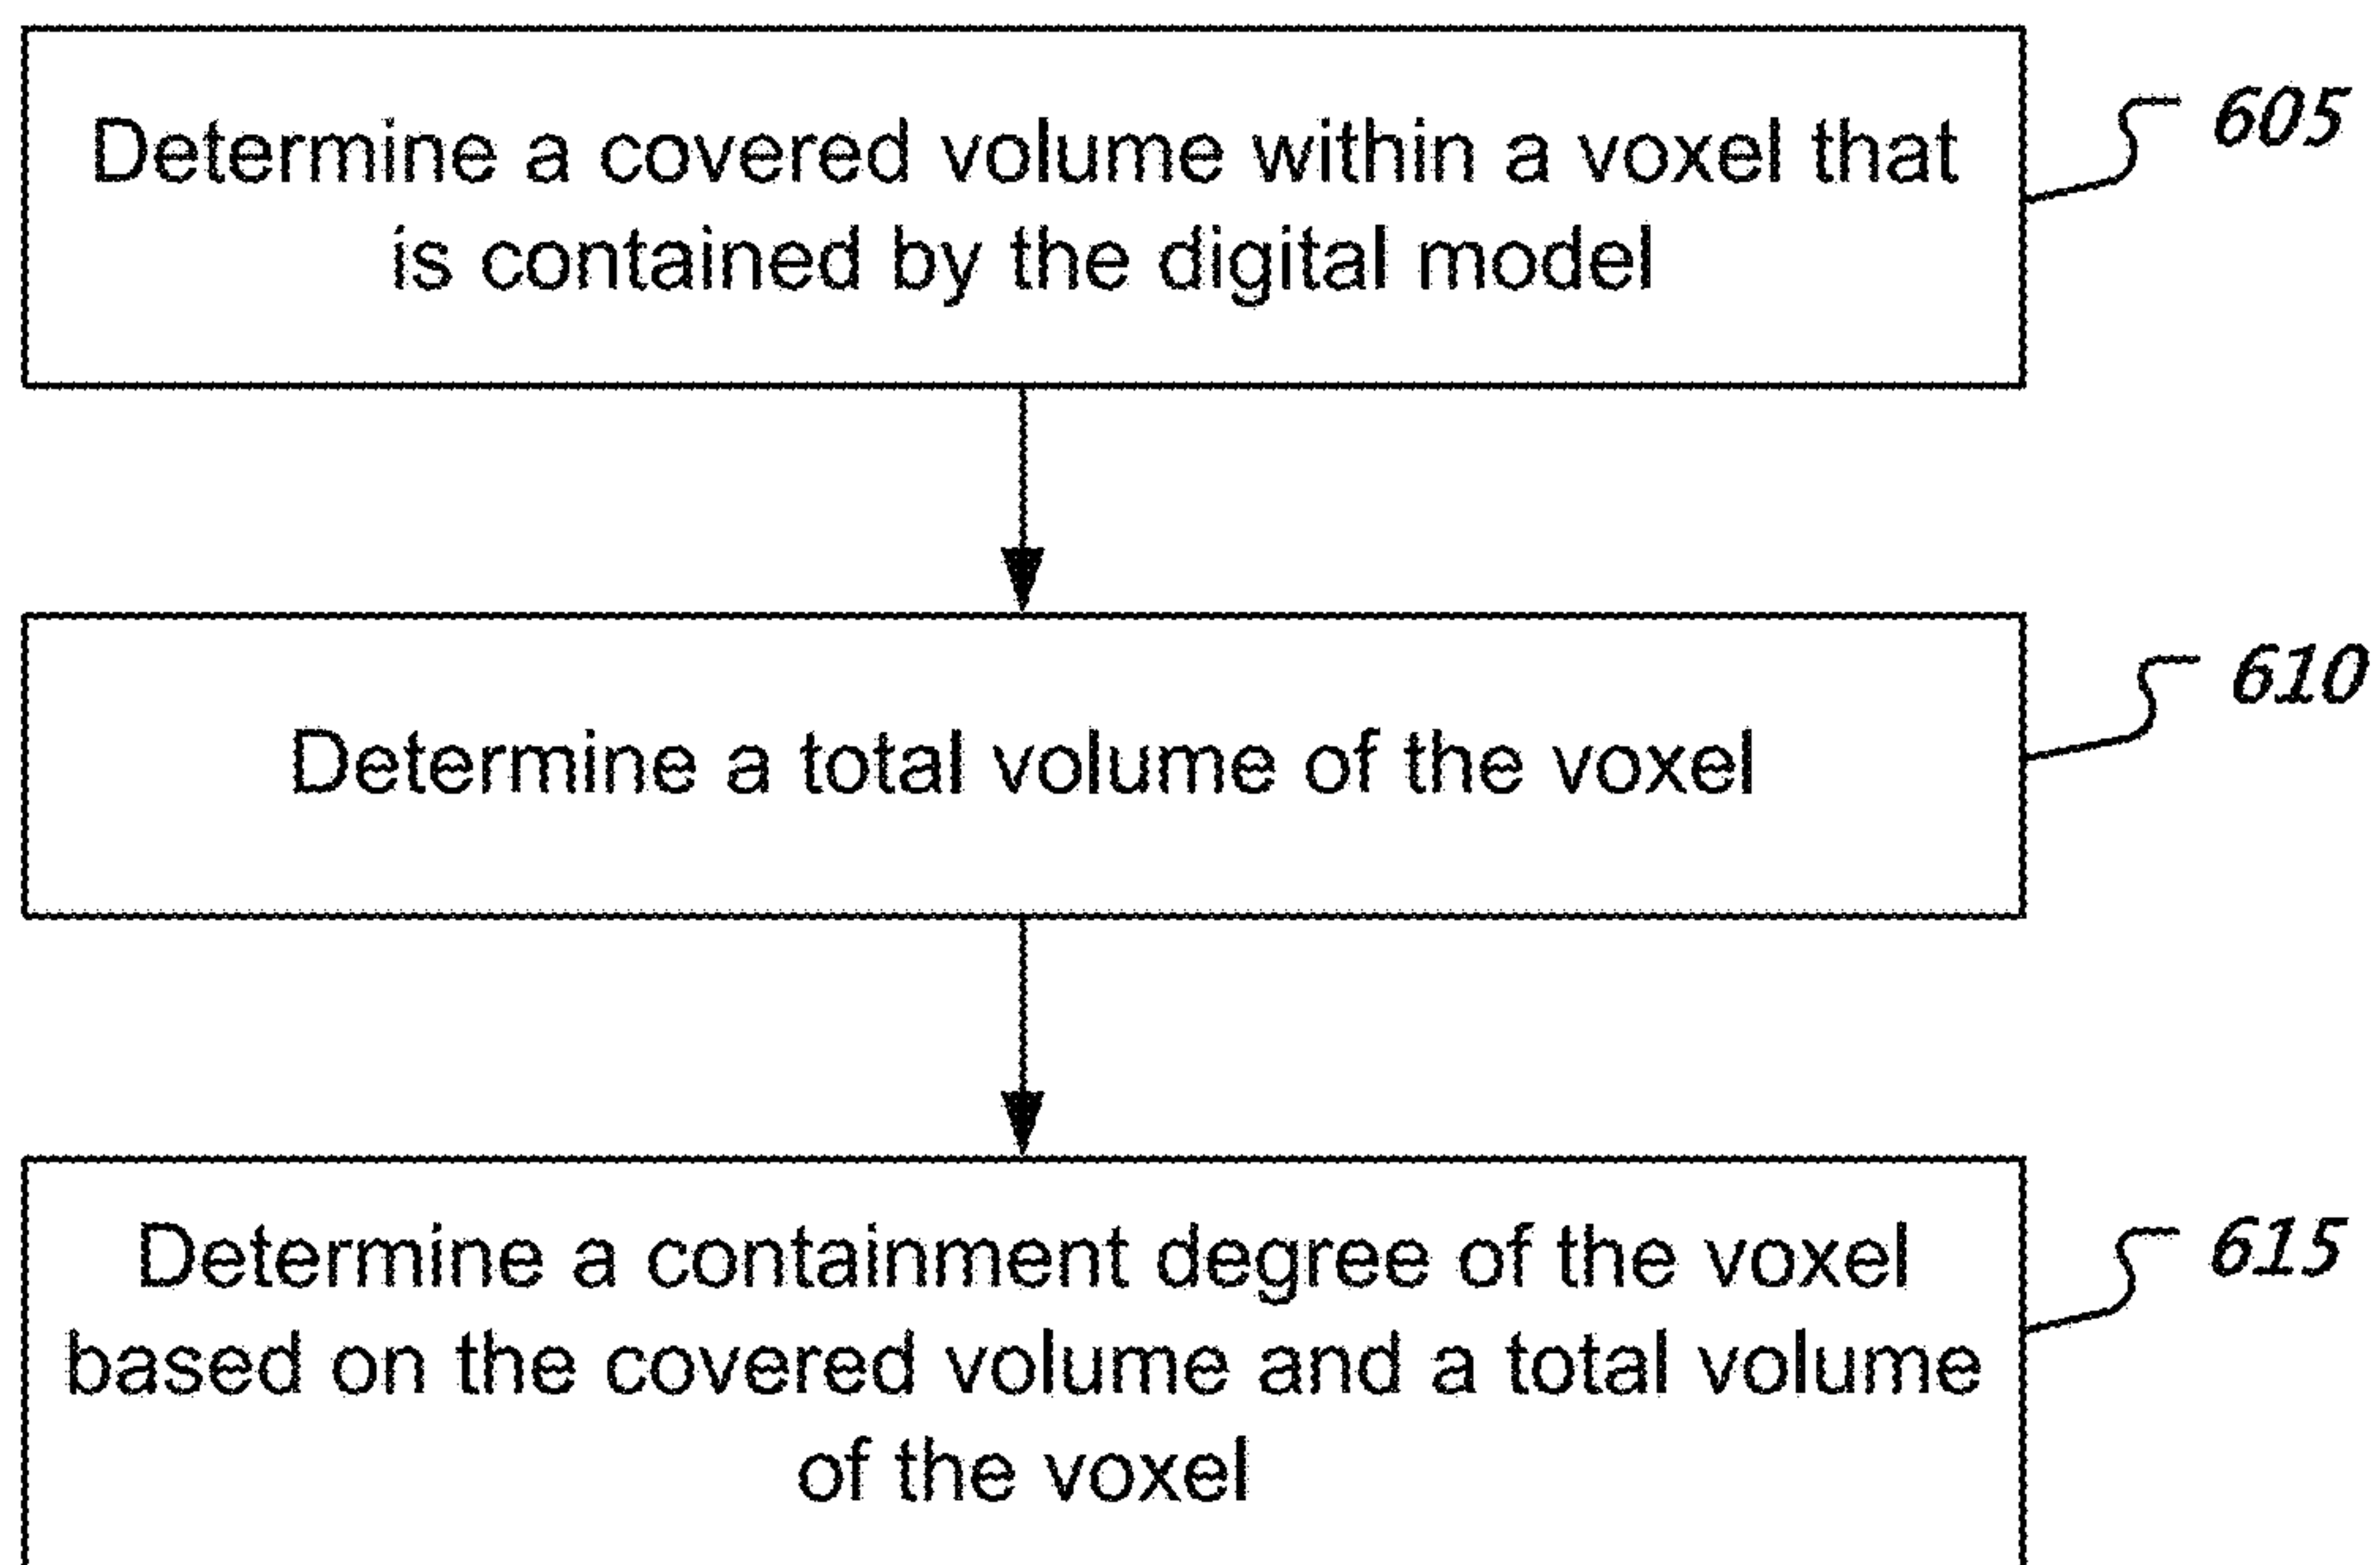 Determine a covered volume within a voxel that
is contained by the digital model
605
Determine a total volume of the voxel
610
Determine a containment degree of the voxel
based on the covered volume and a total volume
of the voxel
615